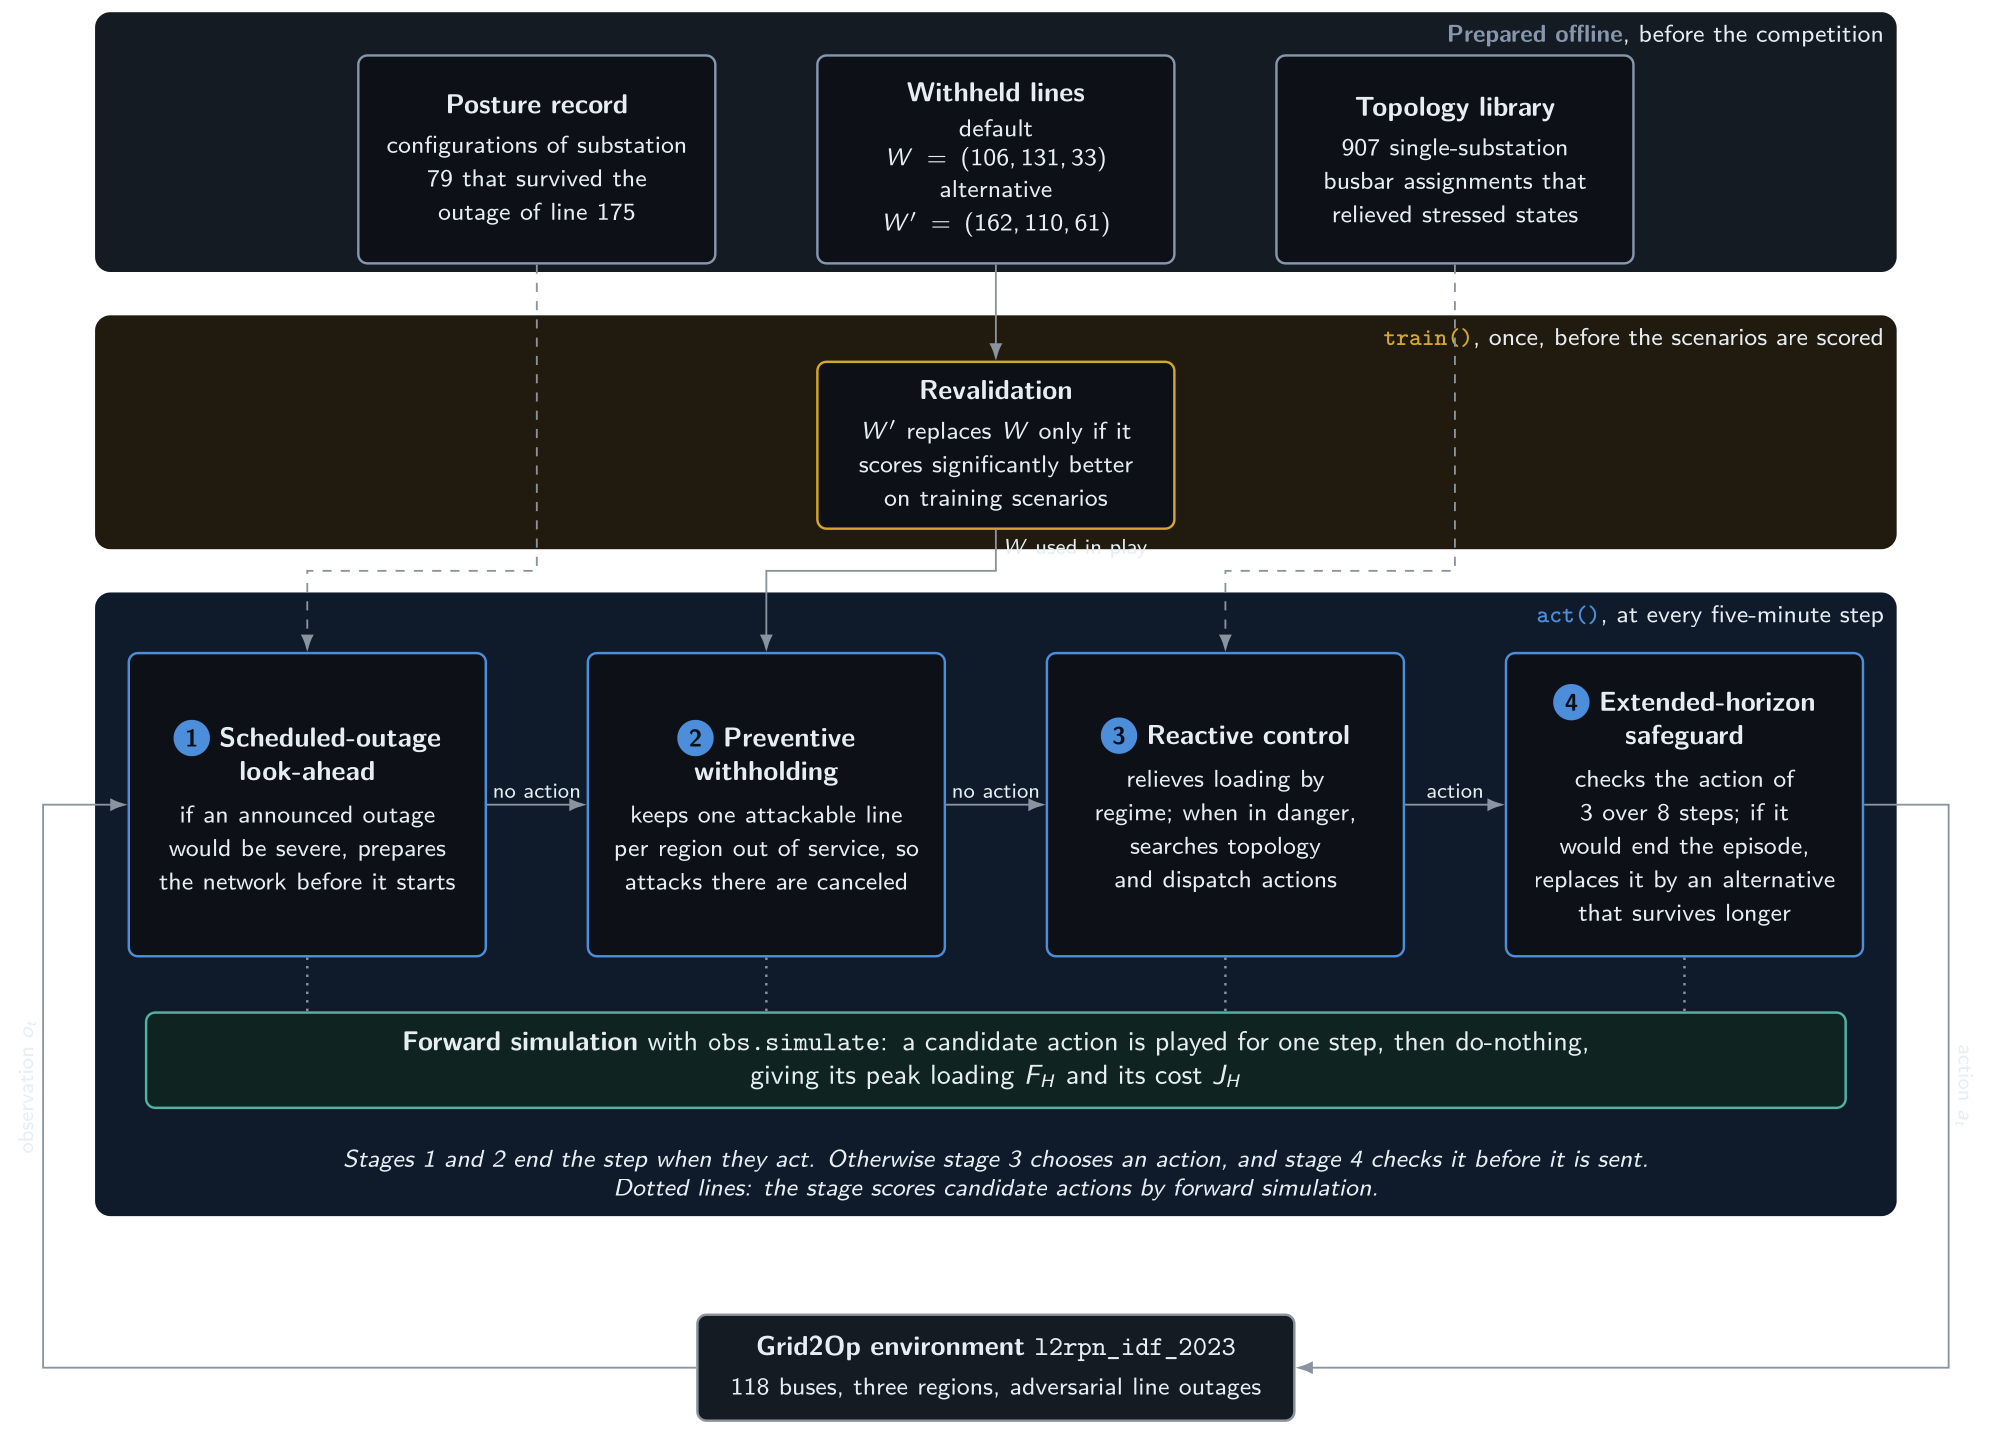 Prepared offline, before the competition
Posture record
configurations of substation
79 that survived the
outage of line 175
Withheld lines
default
W = (106, 131, 33)
alternative
W′ = (162, 110, 61)
Topology library
907 single-substation
busbar assignments that
relieved stressed states
train(), once, before the scenarios are scored
Revalidation
W′ replaces W only if it
scores significantly better
on training scenarios
W used in play
act(), at every five-minute step
1 Scheduled-outage
look-ahead
if an announced outage
would be severe, prepares
the network before it starts
no action
2 Preventive
withholding
keeps one attackable line
per region out of service, so
attacks there are canceled
no action
3 Reactive control
relieves loading by
regime; when in danger,
searches topology
and dispatch actions
action
4 Extended-horizon
safeguard
checks the action of
3 over 8 steps; if it
would end the episode,
replaces it by an alternative
that survives longer
Forward simulation with obs.simulate: a candidate action is played for one step, then do-nothing,
giving its peak loading F_H and its cost J_H
Stages 1 and 2 end the step when they act. Otherwise stage 3 chooses an action, and stage 4 checks it before it is sent.
Dotted lines: the stage scores candidate actions by forward simulation.
observation o_t
action a_t
Grid2Op environment l2rpn_idf_2023
118 buses, three regions, adversarial line outages